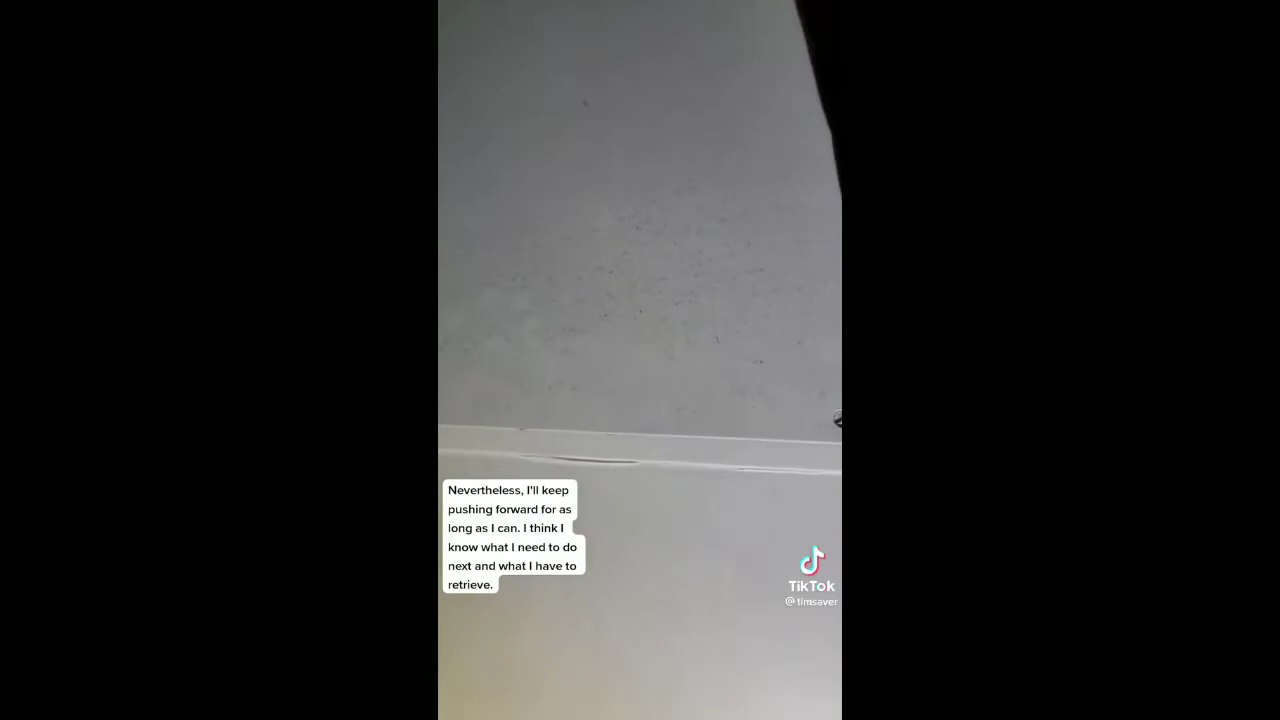 Nevertheless, I'll keep
pushing forward for as
long as I can. I think I
know what I need to do
next and what I have to
retrieve.
TikTok
@timsaver